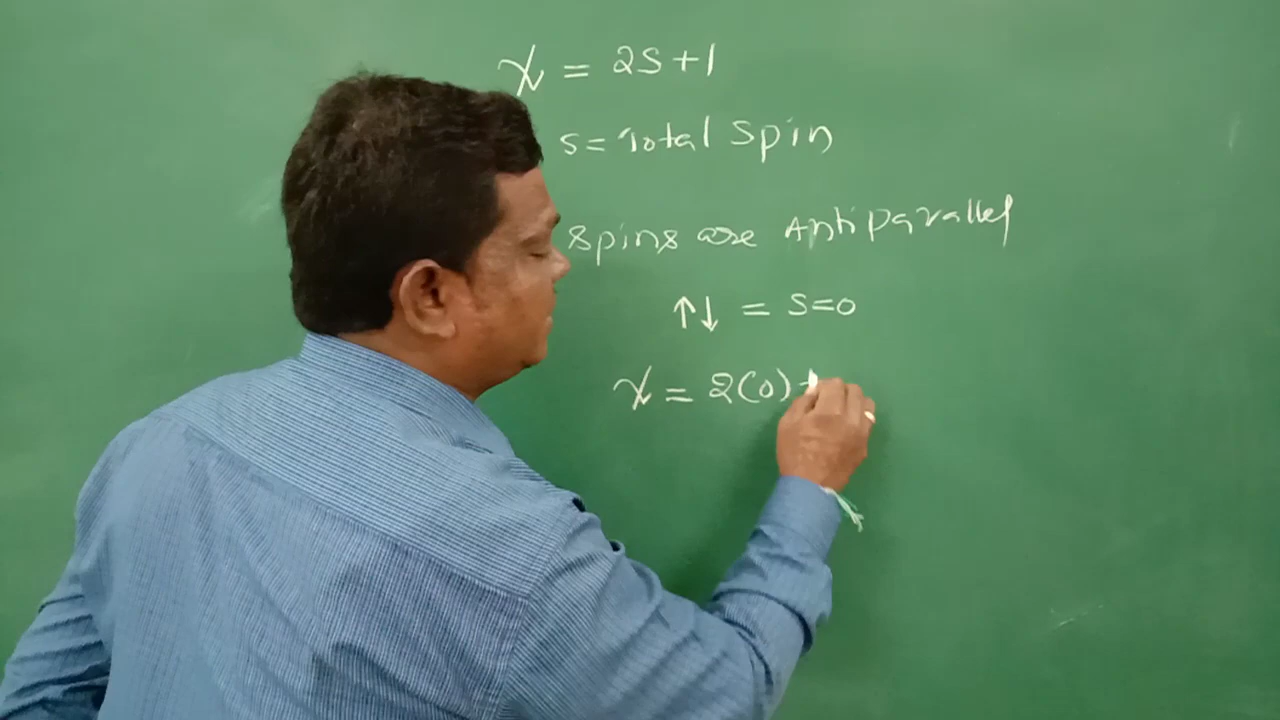 χ = 2S+1
S = Total Spin
spins are Antiparallel
↑↓ = S=0
χ = 2(0)+